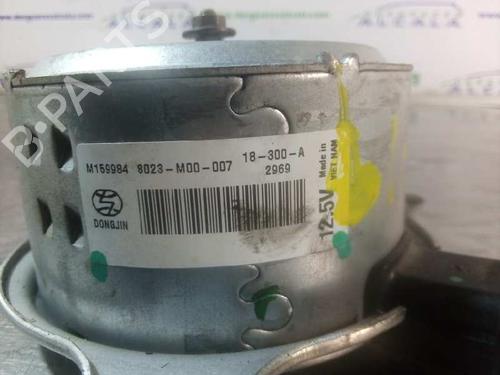 M159984 8023-M00-007 18-300-A
2969
DONGJIN
12.5V
Made in
VIET NAM
B-PARTS